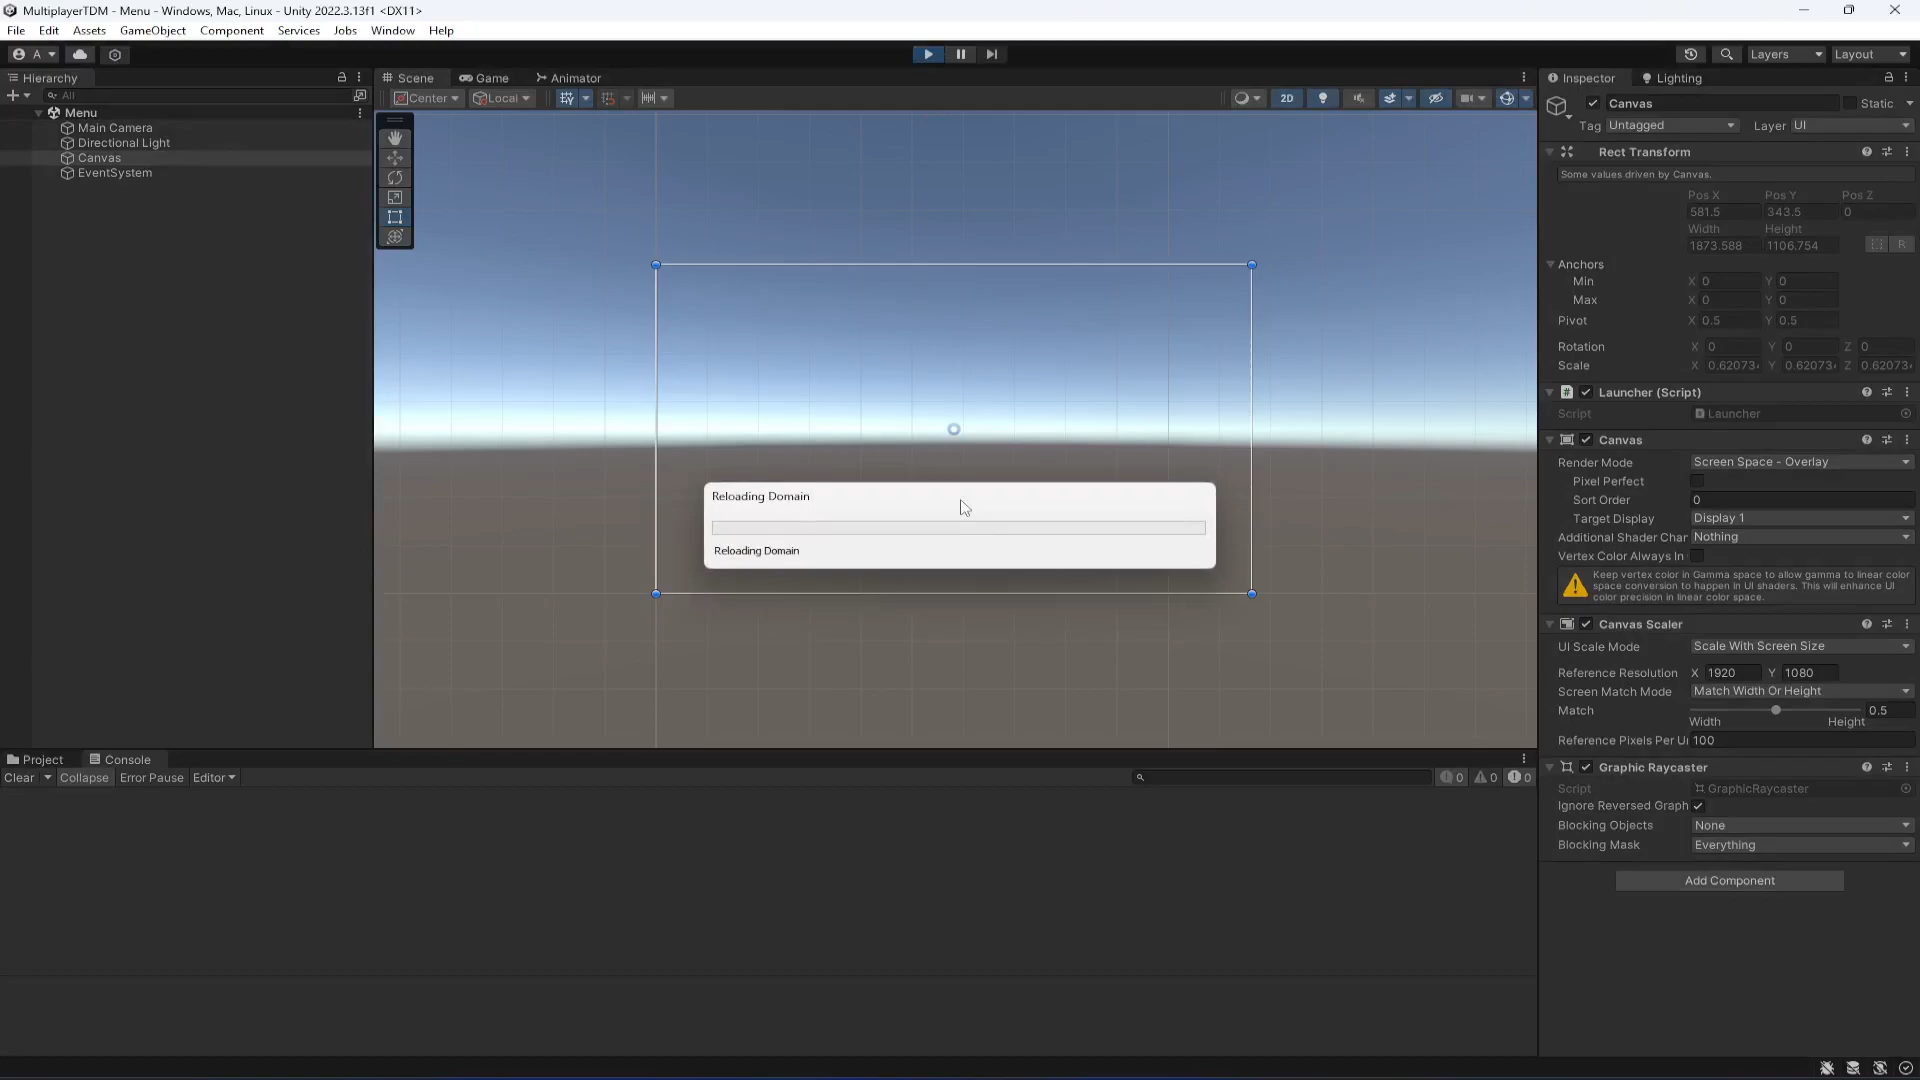 MultiplayerTDM - Menu - Windows, Mac, Linux - Unity 2022.3.13f1 <DX11>
File Edit Assets GameObject Component Services Jobs Window Help
A Layers Layout
Hierarchy
All
Menu
Main Camera
Directional Light
Canvas
EventSystem
Scene Game Animator
Center Local 2D
Reloading Domain
Reloading Domain
Project Console
Clear Collapse Error Pause Editor 0 0 0
Inspector Lighting
Canvas Static
Tag Untagged Layer UI
Rect Transform
Some values driven by Canvas.
Pos X Pos Y Pos Z
581.5 343.5 0
Width Height
1873.588 1106.754 R
Anchors
Min X 0 Y 0
Max X 0 Y 0
Pivot X 0.5 Y 0.5
Rotation X 0 Y 0 Z 0
Scale X 0.62073 Y 0.62073 Z 0.62073
# Launcher (Script)
Script Launcher
Canvas
Render Mode Screen Space - Overlay
Pixel Perfect
Sort Order 0
Target Display Display 1
Additional Shader Char Nothing
Vertex Color Always In
Keep vertex color in Gamma space to allow gamma to linear color
space conversion to happen in UI shaders. This will enhance UI
color precision in linear color space.
Canvas Scaler
UI Scale Mode Scale With Screen Size
Reference Resolution X 1920 Y 1080
Screen Match Mode Match Width Or Height
Match 0.5
Width Height
Reference Pixels Per U 100
Graphic Raycaster
Script GraphicRaycaster
Ignore Reversed Graph
Blocking Objects None
Blocking Mask Everything
Add Component